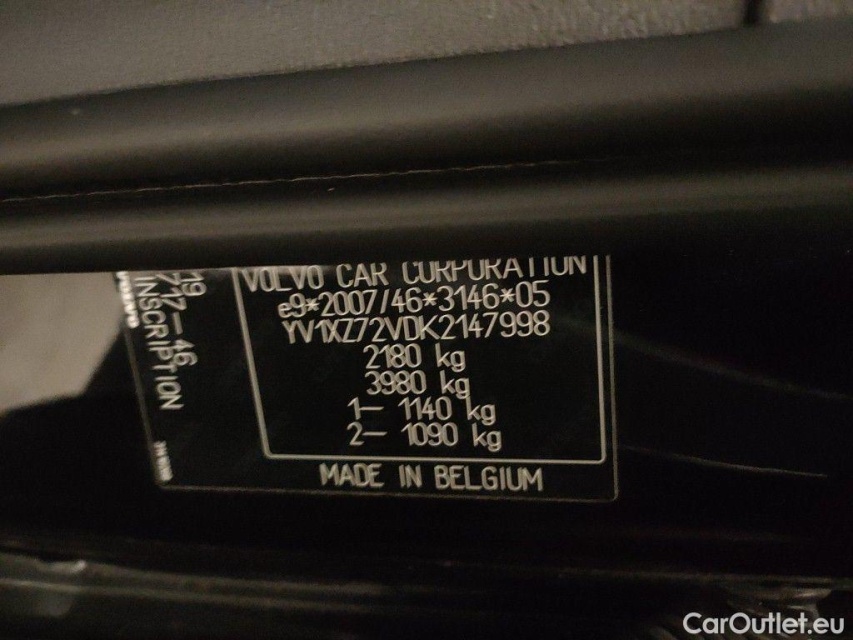 VOLVO CAR CORPORATION
e9*2007/46*3146*05
YV1XZ72VDK2147998
2180 kg
3980 kg
1– 1140 kg
2– 1090 kg
MADE IN BELGIUM
717–46
INSCRIPTION
CarOutlet.eu